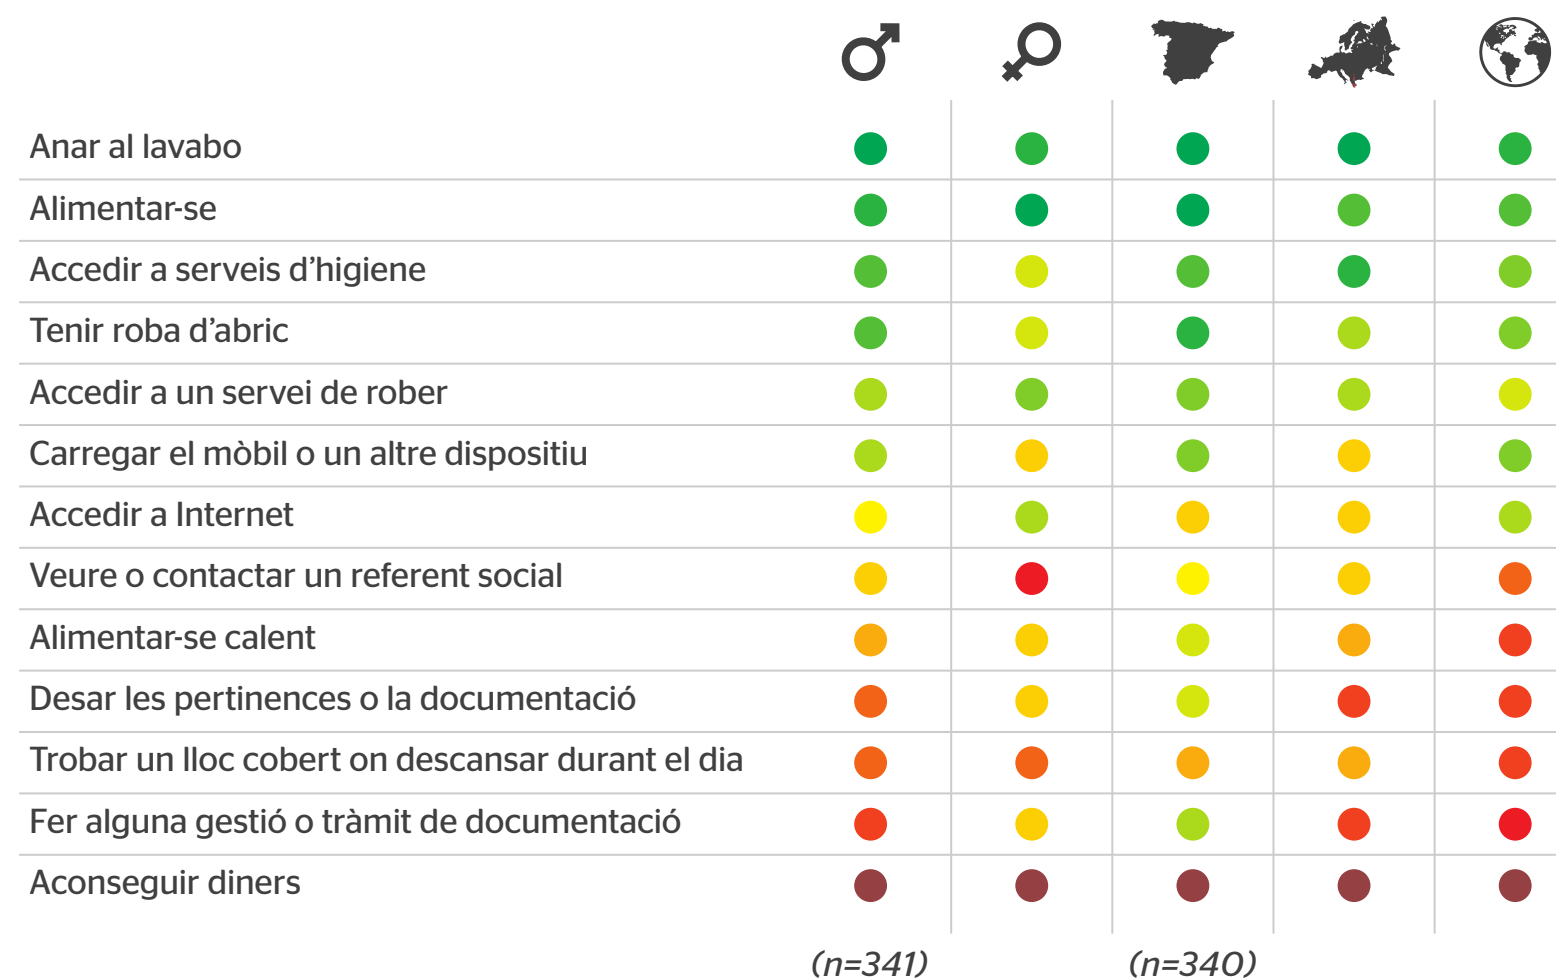 Anar al lavabo
Alimentar-se
Accedir a serveis d’higiene
Tenir roba d’abric
Accedir a un servei de rober
Carregar el mòbil o un altre dispositiu
Accedir a Internet
Veure o contactar un referent social
Alimentar-se calent
Desar les pertinences o la documentació
Trobar un lloc cobert on descansar durant el dia
Fer alguna gestió o tràmit de documentació
Aconseguir diners
(n=341) (n=340)